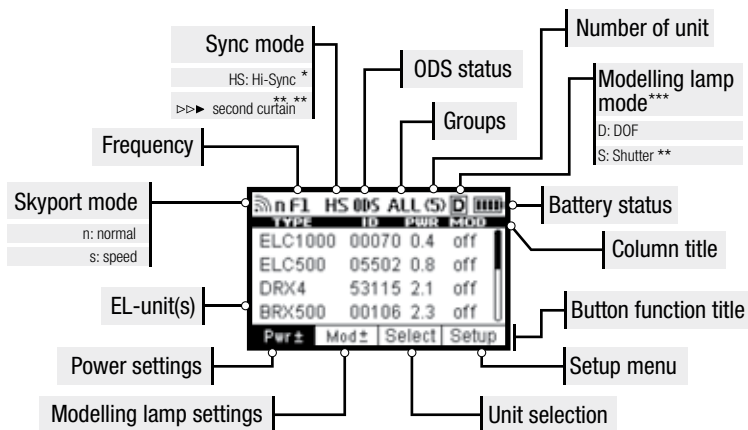 Sync mode
HS: Hi-Sync *
▷▷► second curtain**, **
Frequency
Skyport mode
n: normal
s: speed
EL-unit(s)
Power settings
Modelling lamp settings
ODS status
Groups
Number of unit
Modelling lamp mode***
D: DOF
S: Shutter **
Battery status
Column title
Button function title
Setup menu
Unit selection
n F1 HS ODS ALL (5) D
TYPE ID PWR MOD
ELC1000 00070 0.4 off
ELC500 05502 0.8 off
DRX4 53115 2.1 off
BRX500 00106 2.3 off
Pwr± Mod± Select Setup